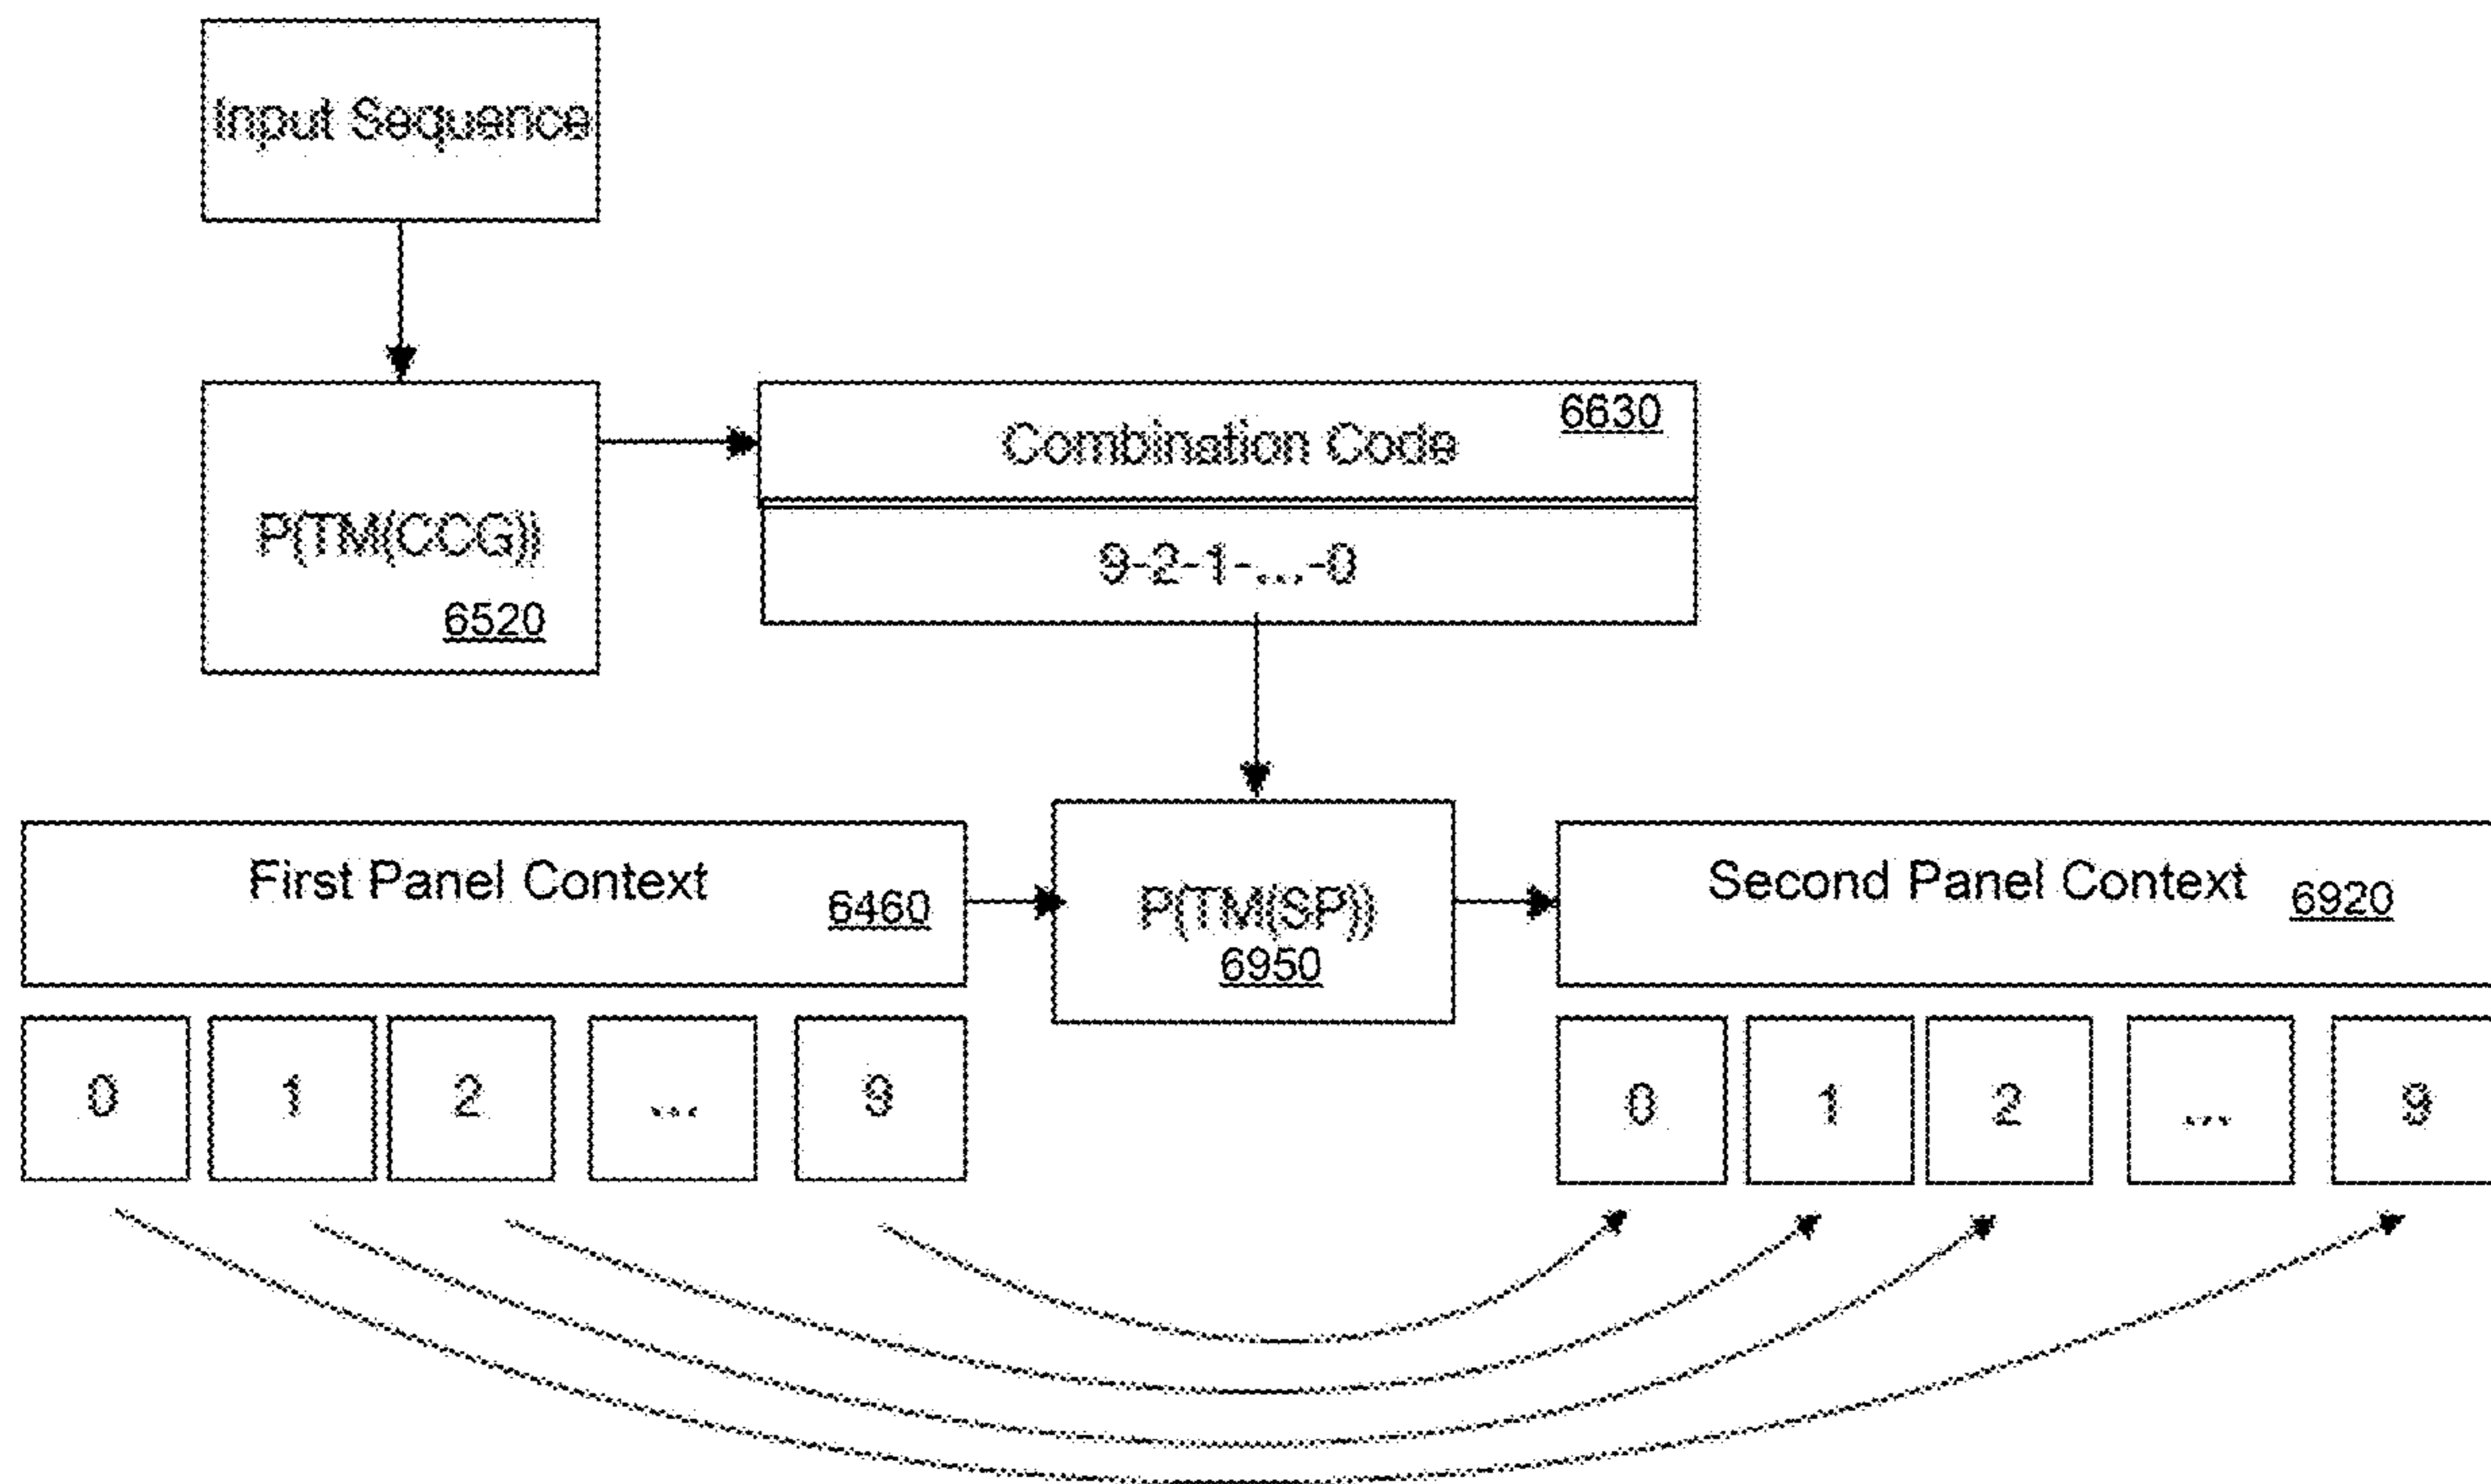 Input Sequence
6630
Combination Code
P(TM(CCG))
6520
9-2-1-...-0
First Panel Context
6460
P(TM(SP))
6950
Second Panel Context
6920
0 1 2 ... 9
0 1 2 ... 9